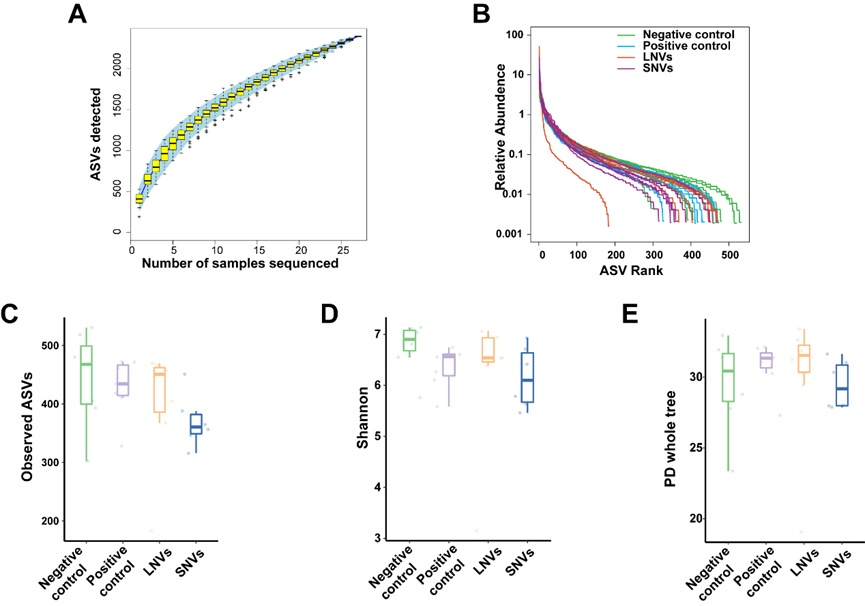 A
ASVs detected
2000
1500
1000
500
0
0 5 10 15 20 25
Number of samples sequenced
B
Relative Abundance
100
10
1
0.1
0.01
0.001
0 100 200 300 400 500
ASV Rank
Negative control
Positive control
LNVs
SNVs
C
Observed ASVs
500
400
300
200
Negative
control
Positive
control
LNVs
SNVs
D
Shannon
7
6
5
4
3
Negative
control
Positive
control
LNVs
SNVs
E
PD whole tree
30
25
20
Negative
control
Positive
control
LNVs
SNVs